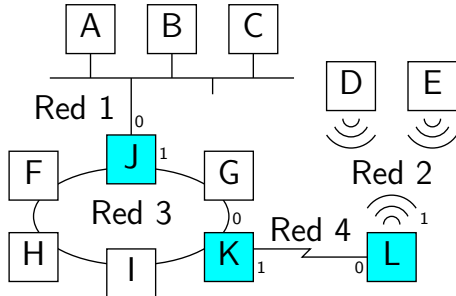 A B C
D E
Red 1
0
J 1
F G
Red 2
Red 3
0 1
Red 4
H I K L
1 0